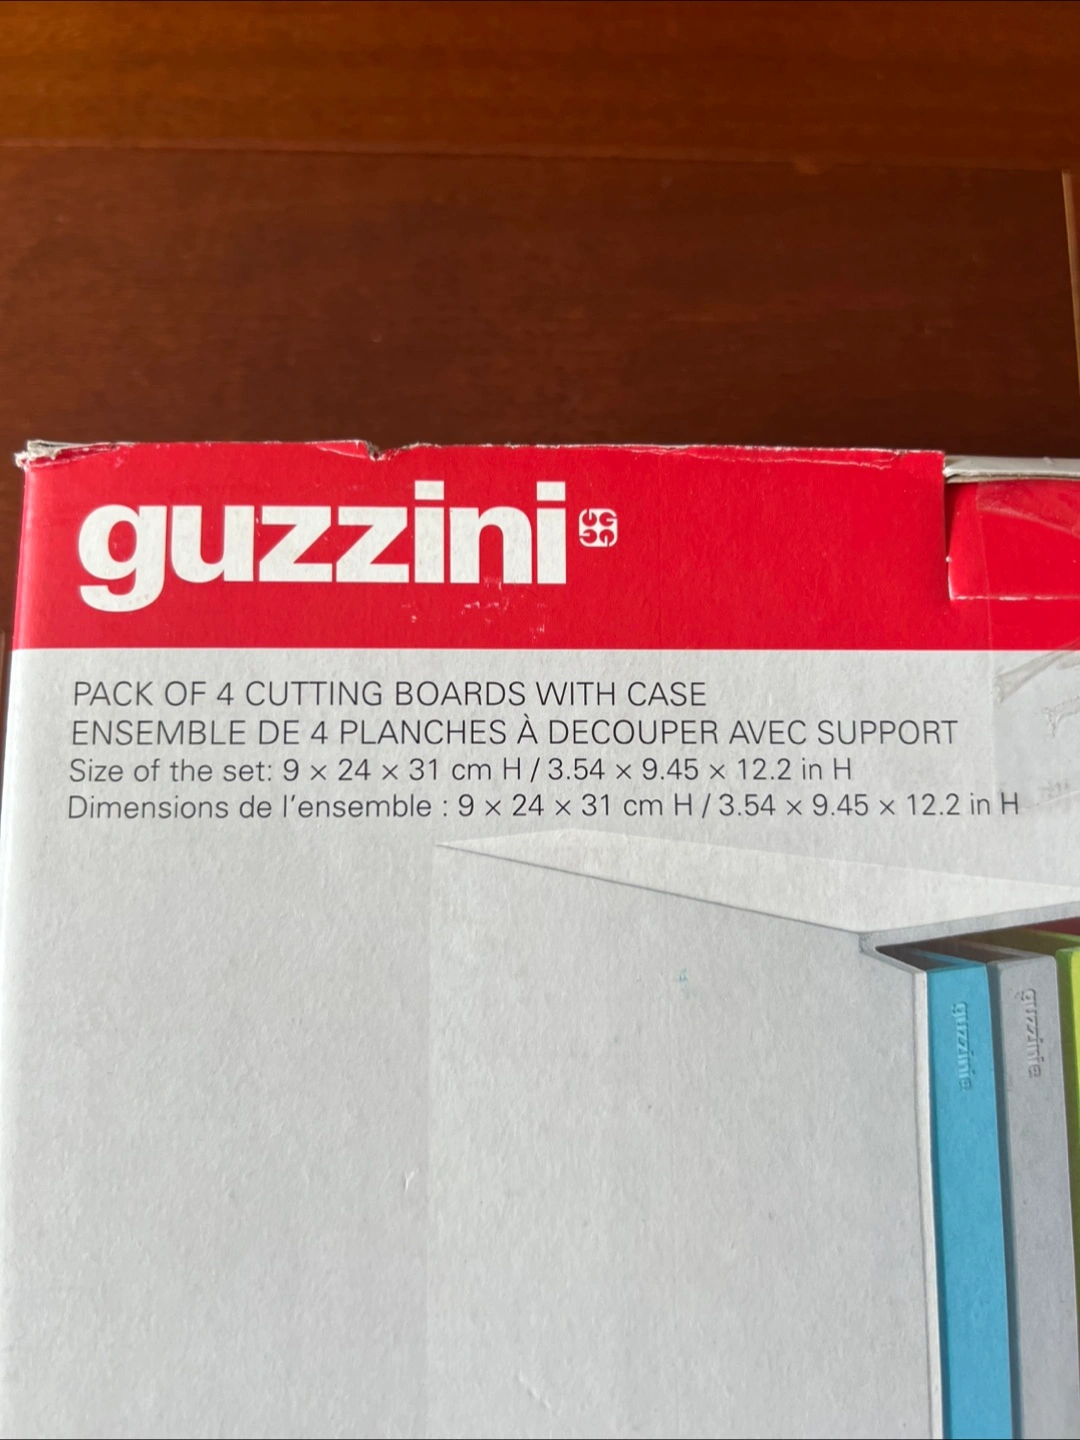 guzzini
PACK OF 4 CUTTING BOARDS WITH CASE
ENSEMBLE DE 4 PLANCHES À DECOUPER AVEC SUPPORT
Size of the set: 9 × 24 × 31 cm H / 3.54 × 9.45 × 12.2 in H
Dimensions de l'ensemble : 9 × 24 × 31 cm H / 3.54 × 9.45 × 12.2 in H
guzzini
guzzini